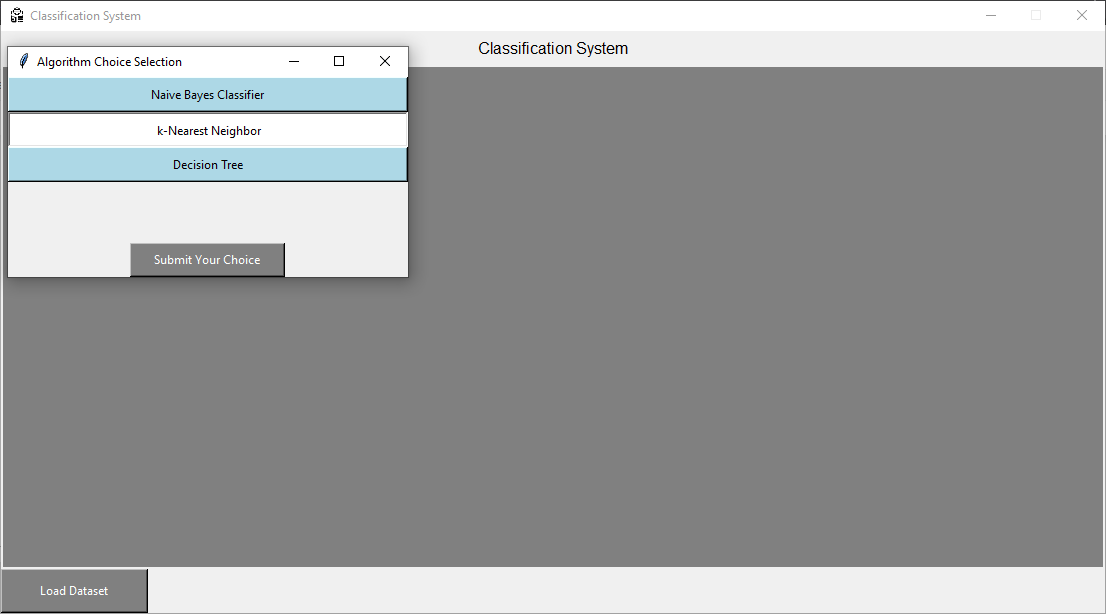 Classification System
Classification System
Algorithm Choice Selection
Naive Bayes Classifier
k-Nearest Neighbor
Decision Tree
Submit Your Choice
Load Dataset